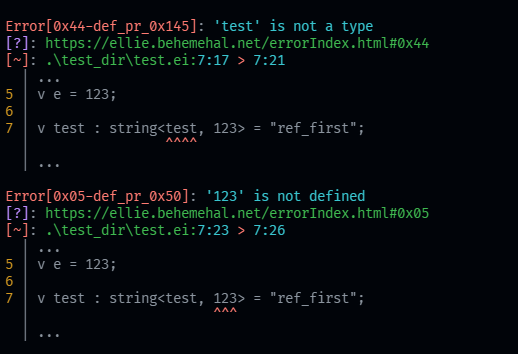 Error[0x44-def_pr_0x145]: 'test' is not a type
[?]: https://ellie.behemehal.net/errorIndex.html#0x44
[~]: .\test_dir\test.ei:7:17 > 7:21
| ...
5 | v e = 123;
6 |
7 | v test : string<test, 123> = "ref_first";
| ^^^^
| ...
Error[0x05-def_pr_0x50]: '123' is not defined
[?]: https://ellie.behemehal.net/errorIndex.html#0x05
[~]: .\test_dir\test.ei:7:23 > 7:26
| ...
5 | v e = 123;
6 |
7 | v test : string<test, 123> = "ref_first";
| ^^^
| ...